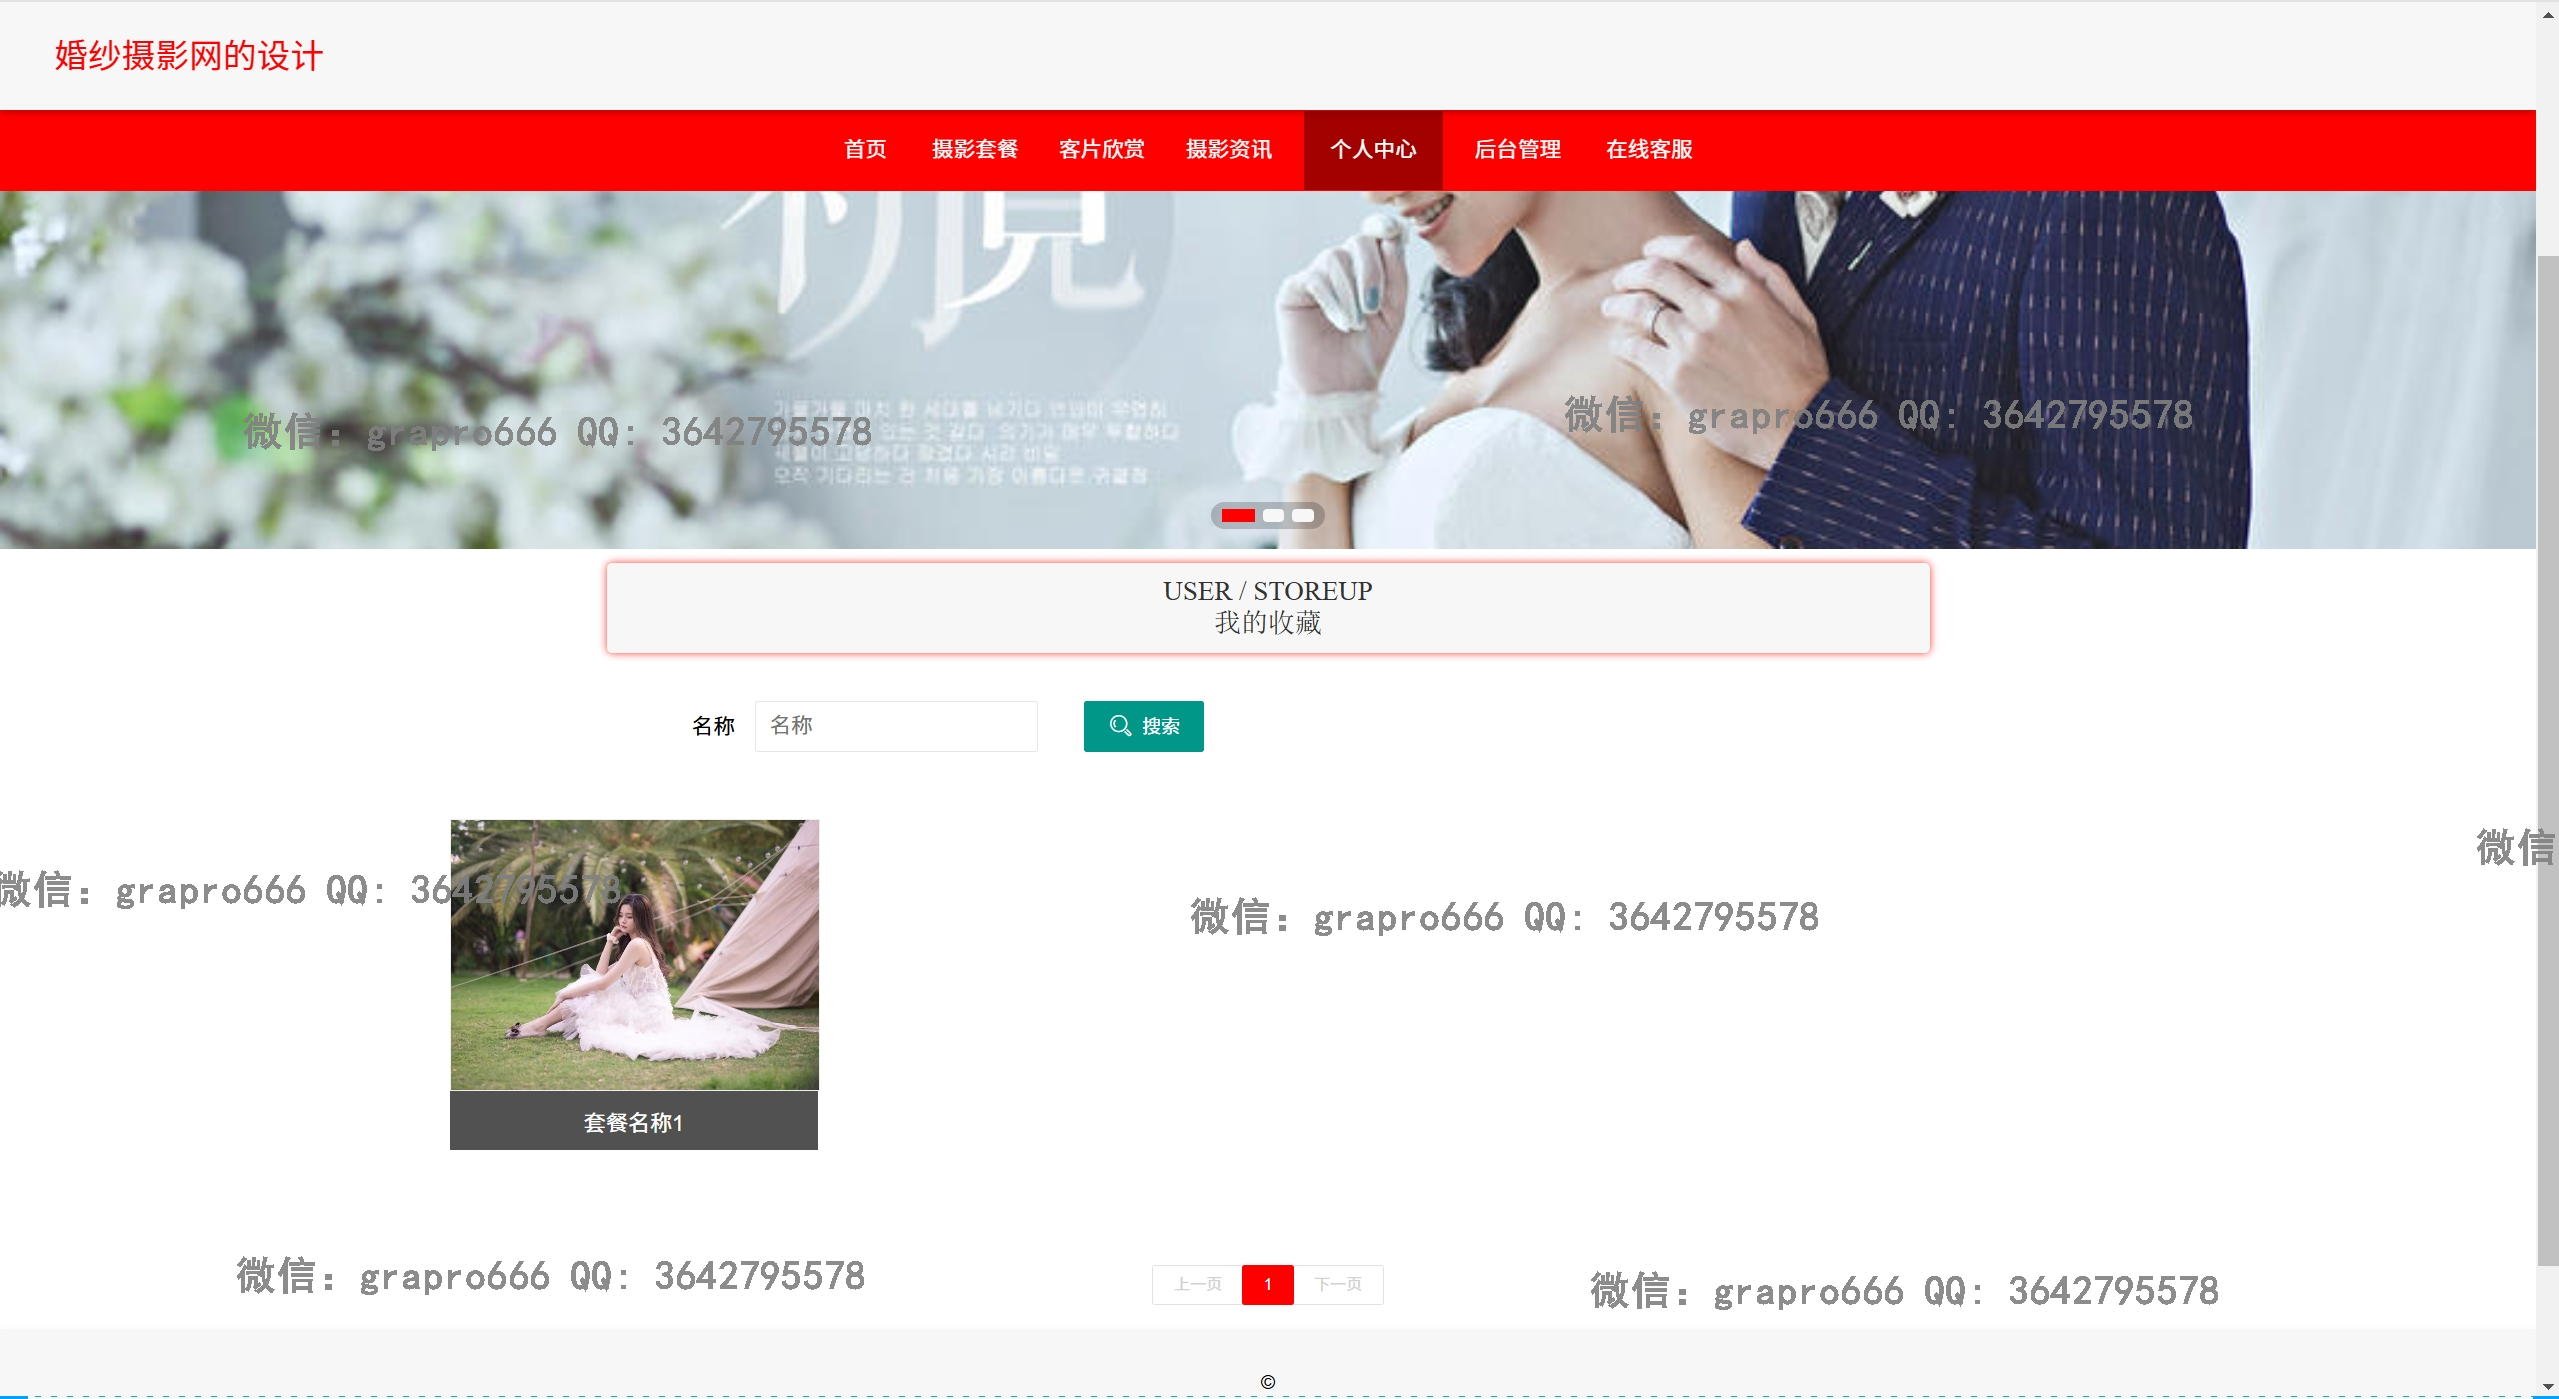 婚纱摄影网的设计
首页 摄影套餐 客片欣赏 摄影资讯 个人中心 后台管理 在线客服
初见
微信：grapro666 QQ：3642795578
微信：grapro666 QQ：3642795578
USER / STOREUP
我的收藏
名称 名称 搜索
微信
微信：grapro666 QQ：3642795578
微信：grapro666 QQ：3642795578
套餐名称1
微信：grapro666 QQ：3642795578
上一页 1 下一页
微信：grapro666 QQ：3642795578
©